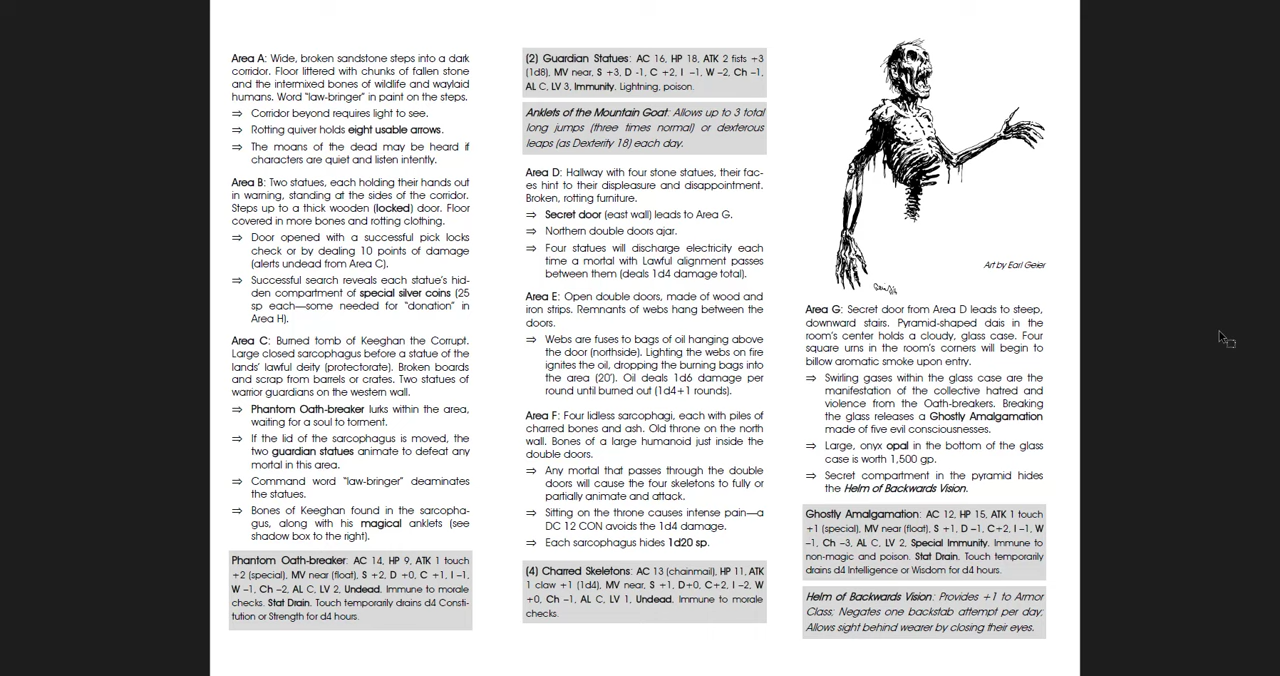 Area A: Wide, broken sandstone steps into a dark
corridor. Floor littered with chunks of fallen stone
and the intermixed bones of wildlife and waylaid
humans. Word “law-bringer” in paint on the steps.
⇒ Corridor beyond requires light to see.
⇒ Rotting quiver holds eight usable arrows.
⇒ The moans of the dead may be heard if
characters are quiet and listen intently.
Area B: Two statues, each holding their hands out
in warning, standing at the sides of the corridor.
Steps up to a thick wooden (locked) door. Floor
covered in more bones and rotting clothing.
⇒ Door opened with a successful pick locks
check or by dealing 10 points of damage
(alerts undead from Area C).
⇒ Successful search reveals each statue’s hid-
den compartment of special silver coins (25
sp each—some needed for “donation” in
Area H).
Area C: Burned tomb of Keeghan the Corrupt.
Large closed sarcophagus before a statue of the
lands’ lawful deity (protectorate). Broken boards
and scrap from barrels or crates. Two statues of
warrior guardians on the western wall.
⇒ Phantom Oath-breaker lurks within the area,
waiting for a soul to torment.
⇒ If the lid of the sarcophagus is moved, the
two guardian statues animate to defeat any
mortal in this area.
⇒ Command word “law-bringer” deaminates
the statues.
⇒ Bones of Keeghan found in the sarcopha-
gus, along with his magical anklets (see
shadow box to the right).
Phantom Oath-breaker: AC 14, HP 9, ATK 1 touch
+2 (special), MV near (float), S +2, D +0, C +1, I –1,
W –1, Ch –2, AL C, LV 2, Undead. Immune to morale
checks. Stat Drain. Touch temporarily drains d4 Consti-
tution or Strength for d4 hours.
(2) Guardian Statues: AC 16, HP 18, ATK 2 fists +3
(1d8), MV near, S +3, D -1, C +2, I –1, W –2, Ch –1,
AL C, LV 3, Immunity. Lightning, poison.
Anklets of the Mountain Goat: Allows up to 3 total
long jumps (three times normal) or dexterous
leaps (as Dexterity 18) each day.
Area D: Hallway with four stone statues, their fac-
es hint to their displeasure and disappointment.
Broken, rotting furniture.
⇒ Secret door (east wall) leads to Area G.
⇒ Northern double doors ajar.
⇒ Four statues will discharge electricity each
time a mortal with Lawful alignment passes
between them (deals 1d4 damage total).
Area E: Open double doors, made of wood and
iron strips. Remnants of webs hang between the
doors.
⇒ Webs are fuses to bags of oil hanging above
the door (northside). Lighting the webs on fire
ignites the oil, dropping the burning bags into
the area (20’). Oil deals 1d6 damage per
round until burned out (1d4+1 rounds).
Area F: Four lidless sarcophagi, each with piles of
charred bones and ash. Old throne on the north
wall. Bones of a large humanoid just inside the
double doors.
⇒ Any mortal that passes through the double
doors will cause the four skeletons to fully or
partially animate and attack.
⇒ Sitting on the throne causes intense pain—a
DC 12 CON avoids the 1d4 damage.
⇒ Each sarcophagus hides 1d20 sp.
(4) Charred Skeletons: AC 13 (chainmail), HP 11, ATK
1 claw +1 (1d4), MV near, S +1, D+0, C+2, I –2, W
+0, Ch –1, AL C, LV 1, Undead. Immune to morale
checks.
Art by Earl Geier
Area G: Secret door from Area D leads to steep,
downward stairs. Pyramid-shaped dais in the
room’s center holds a cloudy, glass case. Four
square urns in the room’s corners will begin to
billow aromatic smoke upon entry.
⇒ Swirling gases within the glass case are the
manifestation of the collective hatred and
violence from the Oath-breakers. Breaking
the glass releases a Ghostly Amalgamation
made of five evil consciousnesses.
⇒ Large, onyx opal in the bottom of the glass
case is worth 1,500 gp.
⇒ Secret compartment in the pyramid hides
the Helm of Backwards Vision.
Ghostly Amalgamation: AC 12, HP 15, ATK 1 touch
+1 (special), MV near (float), S +1, D –1, C+2, I –1, W
–1, Ch –3, AL C, LV 2, Special Immunity. Immune to
non-magic and poison. Stat Drain. Touch temporarily
drains d4 Intelligence or Wisdom for d4 hours.
Helm of Backwards Vision: Provides +1 to Armor
Class; Negates one backstab attempt per day;
Allows sight behind wearer by closing their eyes.